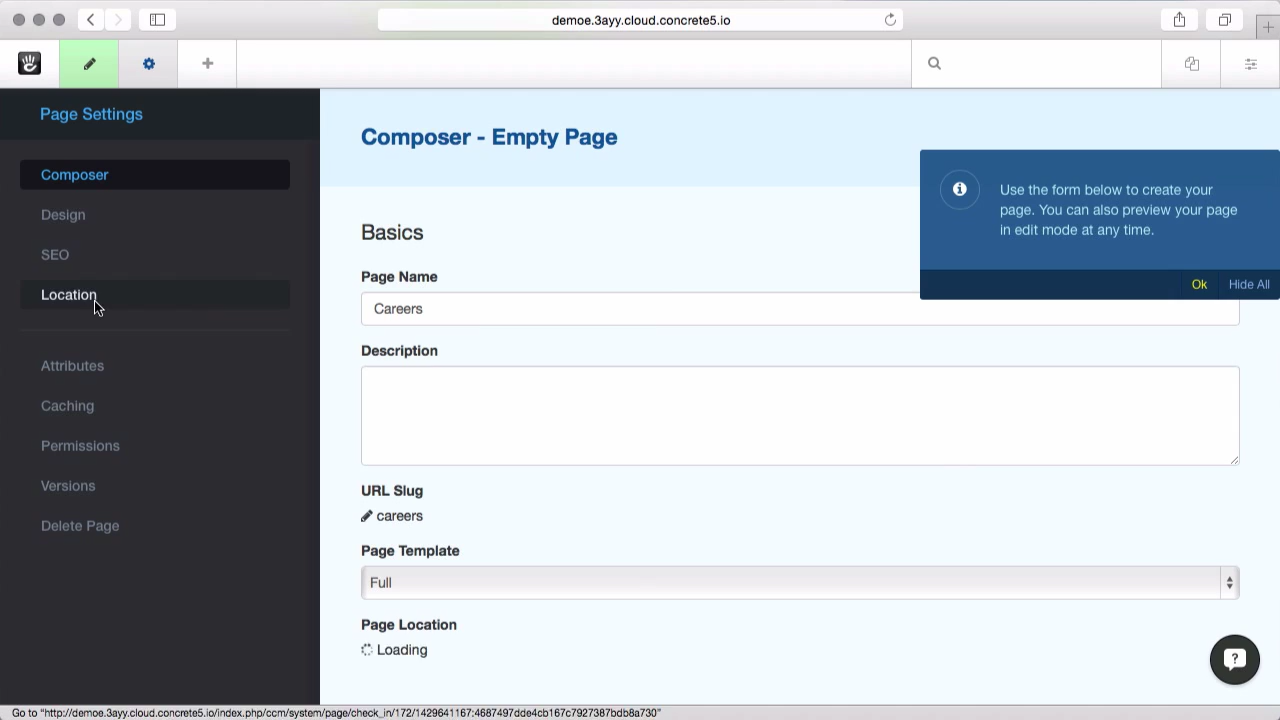 demoe.3ayy.cloud.concrete5.io
Page Settings
Composer
Design
SEO
Location
Attributes
Caching
Permissions
Versions
Delete Page
Composer - Empty Page
Use the form below to create your
page. You can also preview your page
in edit mode at any time.
Ok Hide All
Basics
Page Name
Careers
Description
URL Slug
careers
Page Template
Full
Page Location
Loading
Go to "http://demoe.3ayy.cloud.concrete5.io/index.php/ccm/system/page/check_in/172/1429641167:4687497dde4cb167c7927387bdb8a730"